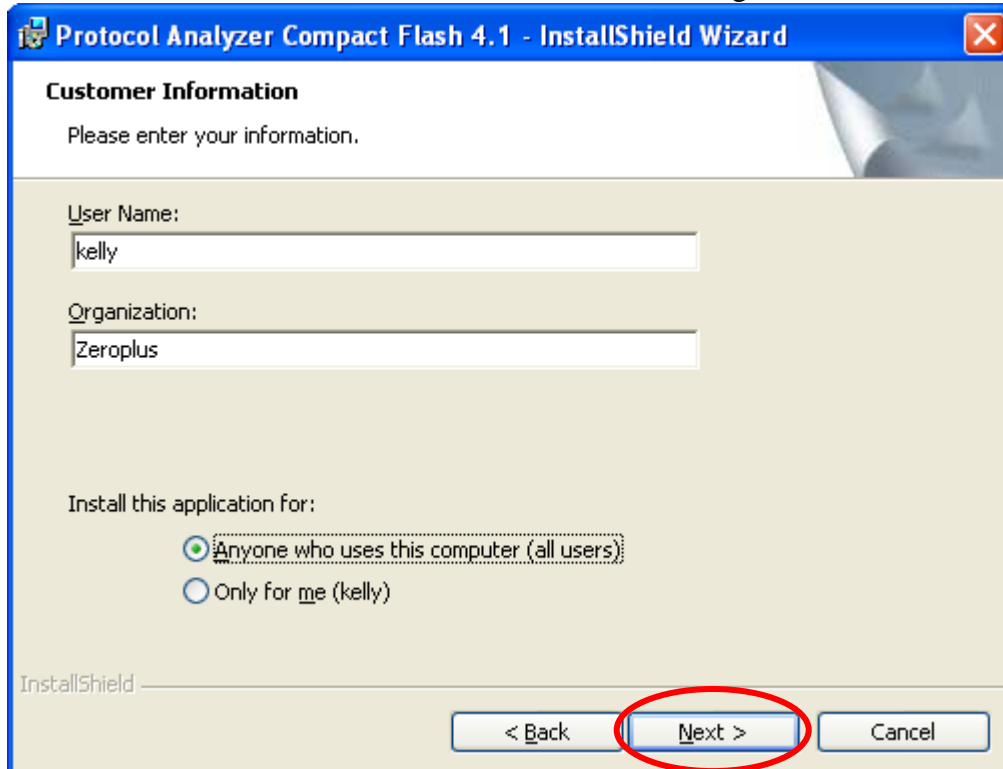 Protocol Analyzer Compact Flash 4.1 - InstallShield Wizard
Customer Information
Please enter your information.
User Name:
kelly
Organization:
Zeroplus
Install this application for:
Anyone who uses this computer (all users)
Only for me (kelly)
InstallShield
< Back Next > Cancel